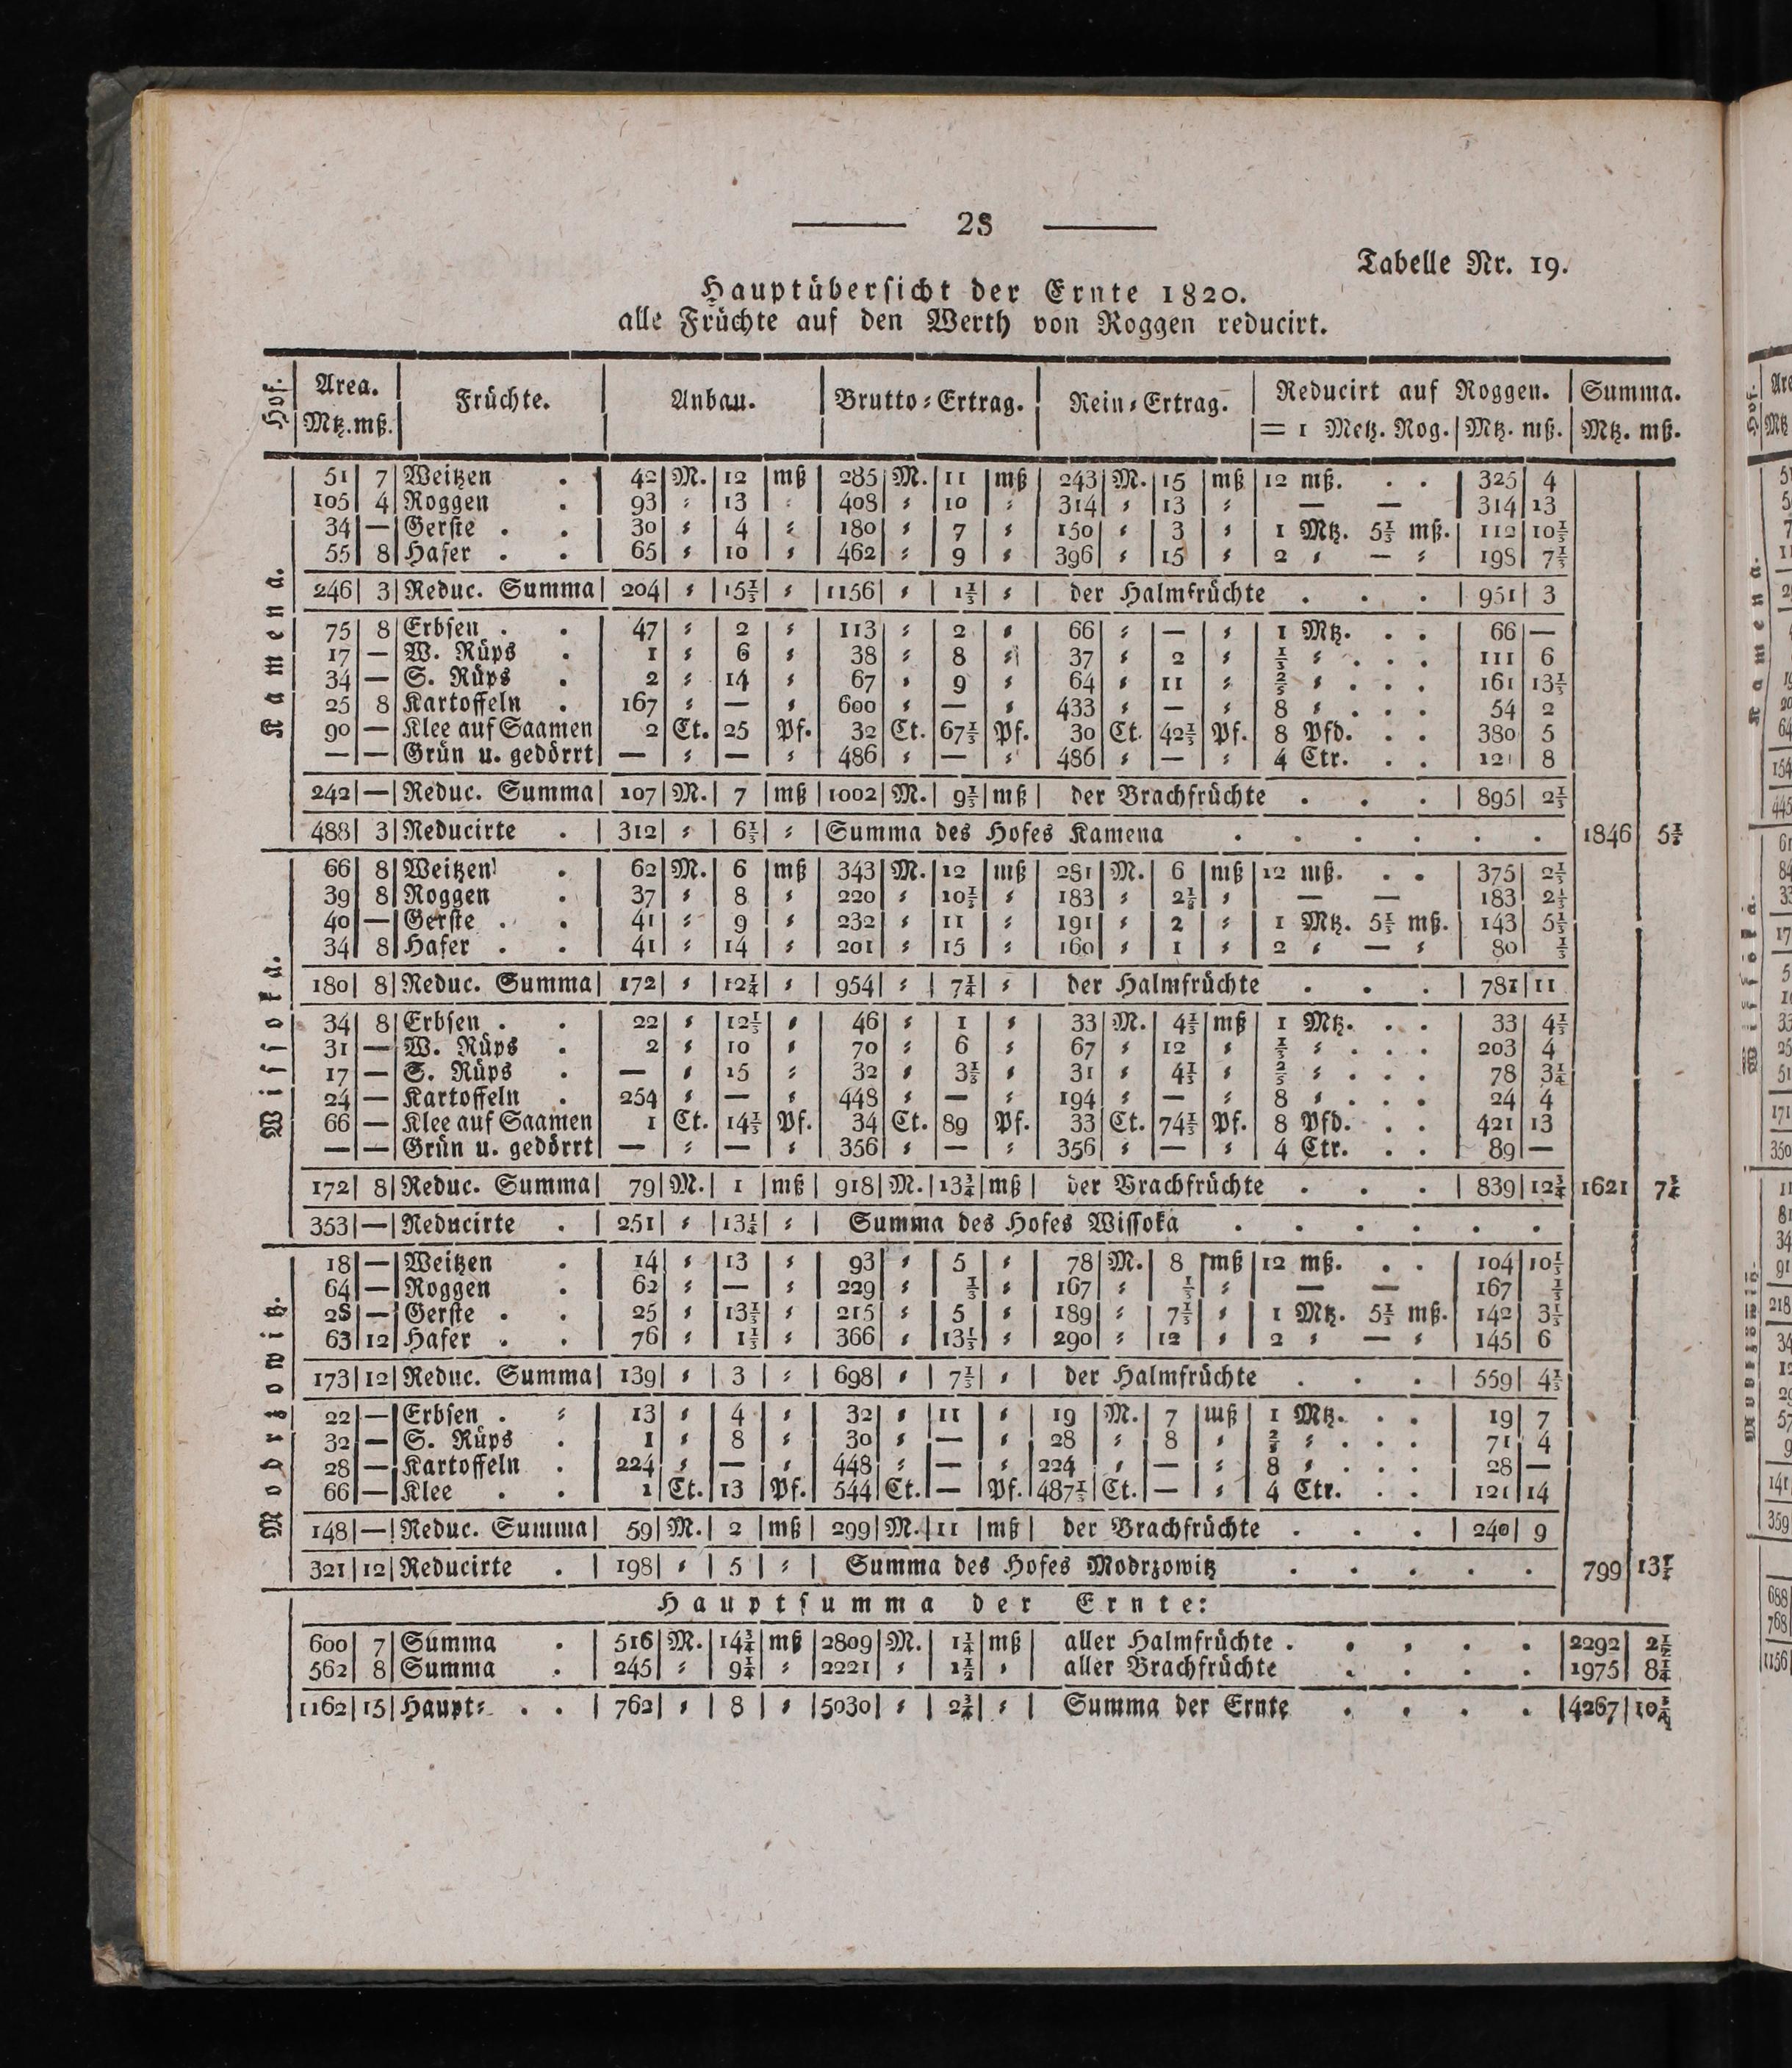 28
Tabelle Nr. 19.
Hauptübersicht der Ernte 1820.
alle Früchte auf den Werth von Roggen reducirt.
Hof. | Area. | Früchte. | Anbau. | Brutto-Ertrag. | Rein-Ertrag. | Reducirt auf Roggen. | Summa.
Mtz. mß. | = 1 Metz. Rog. | Mtz. mß. | Mtz. mß.
Kamena.
51 | 7 | Weitzen . | 42 | M. | 12 | mß | 285 | M. | 11 | mß | 243 | M. | 15 | mß | 12 mß. . . | 325 | 4
105 | 4 | Roggen . | 93 | - | 13 | - | 408 | - | 10 | - | 314 | - | 13 | - | — — | 314 | 13
34 | — | Gerste . . | 30 | - | 4 | - | 180 | - | 7 | - | 150 | - | 3 | - | 1 Mtz. 5⅓ mß. | 112 | 10⅓
55 | 8 | Hafer . . | 65 | - | 10 | - | 462 | - | 9 | - | 396 | - | 15 | - | 2 - — - | 198 | 7⅓
246 | 3 | Reduc. Summa | 204 | - | 15⅓ | - | 1156 | - | 1⅓ | - | der Halmfrüchte . . . | 951 | 3
75 | 8 | Erbsen . . | 47 | - | 2 | - | 113 | - | 2 | - | 66 | - | — | - | 1 Mtz. . . | 66 | —
17 | — | W. Rüps . | 1 | - | 6 | - | 38 | - | 8 | - | 37 | - | 2 | - | ⅓ - . . . | 111 | 6
34 | — | S. Rüps . | 2 | - | 14 | - | 67 | - | 9 | - | 64 | - | 11 | - | ⅖ - . . . | 161 | 13⅓
25 | 8 | Kartoffeln . | 167 | - | — | - | 600 | - | — | - | 433 | - | — | - | 8 - . . . | 54 | 2
90 | — | Klee auf Saamen | 2 | Ct. | 25 | Pf. | 32 | Ct. | 67⅓ | Pf. | 30 | Ct. | 42⅓ | Pf. | 8 Pfd. . . | 380 | 5
— | — | Grün u. gedörrt | — | - | — | - | 486 | - | — | - | 486 | - | — | - | 4 Ctr. . . | 121 | 8
242 | — | Reduc. Summa | 107 | M. | 7 | mß | 1002 | M. | 9⅓ | mß | der Brachfrüchte . . . | 895 | 2⅓
488 | 3 | Reducirte . | 312 | - | 6⅓ | - | Summa des Hofes Kamena . . . . . . | 1846 | 5½
Wissoka.
66 | 8 | Weitzen . | 62 | M. | 6 | mß | 343 | M. | 12 | mß | 281 | M. | 6 | mß | 12 mß. . . | 375 | 2⅓
39 | 8 | Roggen . | 37 | - | 8 | - | 220 | - | 10⅓ | - | 183 | - | 2⅓ | - | — — | 183 | 2⅓
40 | — | Gerste . . | 41 | - | 9 | - | 232 | - | 11 | - | 191 | - | 2 | - | 1 Mtz. 5⅓ mß. | 143 | 5⅓
34 | 8 | Hafer . . | 41 | - | 14 | - | 201 | - | 15 | - | 160 | - | 1 | - | 2 - — - | 80 | ⅓
180 | 8 | Reduc. Summa | 172 | - | 12¼ | - | 954 | - | 7¼ | - | der Halmfrüchte . . . | 781 | 11
34 | 8 | Erbsen . . | 22 | - | 12⅓ | - | 46 | - | 1 | - | 33 | M. | 4⅓ | mß | 1 Mtz. . . | 33 | 4⅓
31 | — | W. Rüps . | 2 | - | 10 | - | 70 | - | 6 | - | 67 | - | 12 | - | ⅓ - . . . | 203 | 4
17 | — | S. Rüps . | — | - | 15 | - | 32 | - | 3⅓ | - | 31 | - | 4⅓ | - | ⅖ - . . . | 78 | 3¼
24 | — | Kartoffeln . | 254 | - | — | - | 448 | - | — | - | 194 | - | — | - | 8 - . . . | 24 | 4
66 | — | Klee auf Saamen | 1 | Ct. | 14⅓ | Pf. | 34 | Ct. | 89 | Pf. | 33 | Ct. | 74⅓ | Pf. | 8 Pfd. . . | 421 | 13
— | — | Grün u. gedörrt | — | - | — | - | 356 | - | — | - | 356 | - | — | - | 4 Ctr. . . | 89 | —
172 | 8 | Reduc. Summa | 79 | M. | 1 | mß | 918 | M. | 13¾ | mß | der Brachfrüchte . . . | 839 | 12¾ | 1621 | 7¾
353 | — | Reducirte . | 251 | - | 13¼ | - | Summa des Hofes Wissoka . . . . . .
Modrzowitz.
18 | — | Weitzen . | 14 | - | 13 | - | 93 | - | 5 | - | 78 | M. | 8 | mß | 12 mß. . . | 104 | 10⅓
64 | — | Roggen . | 62 | - | — | - | 229 | - | ⅓ | - | 167 | - | ⅓ | - | — — | 167 | ⅓
28 | — | Gerste . . | 25 | - | 13⅓ | - | 215 | - | 5 | - | 189 | - | 7⅓ | - | 1 Mtz. 5⅓ mß. | 142 | 3⅓
63 | 12 | Hafer . . | 76 | - | 1⅓ | - | 366 | - | 13⅓ | - | 290 | - | 12 | - | 2 - — - | 145 | 6
173 | 12 | Reduc. Summa | 139 | - | 3 | - | 698 | - | 7⅓ | - | der Halmfrüchte . . . | 559 | 4⅓
22 | — | Erbsen . - | 13 | - | 4 | - | 32 | - | 11 | - | 19 | M. | 7 | mß | 1 Mtz. . . | 19 | 7
32 | — | S. Rüps . | 1 | - | 8 | - | 30 | - | — | - | 28 | - | 8 | - | ⅖ - . . . | 71 | 4
28 | — | Kartoffeln . | 224 | - | — | - | 448 | - | — | - | 224 | - | — | - | 8 - . . . | 28 | —
66 | — | Klee . . | 1 | Ct. | 13 | Pf. | 544 | Ct. | — | Pf. | 487⅓ | Ct. | — | - | 4 Ctr. . . | 121 | 14
148 | — | Reduc. Summa | 59 | M. | 2 | mß | 299 | M. | 11 | mß | der Brachfrüchte . . . | 240 | 9
321 | 12 | Reducirte . | 198 | - | 5 | - | Summa des Hofes Modrzowitz . . . . . | 799 | 13½
Hauptsumma der Ernte:
600 | 7 | Summa . | 516 | M. | 14¾ | mß | 2809 | M. | 1¼ | mß | aller Halmfrüchte . . . . . | 2292 | 2½
562 | 8 | Summa . | 245 | - | 9¼ | - | 2221 | - | 1½ | - | aller Brachfrüchte . . . . | 1975 | 8¼
1162 | 15 | Haupt- . . | 762 | - | 8 | - | 5030 | - | 2¾ | - | Summa der Ernte . . . . | 4267 | 10¾